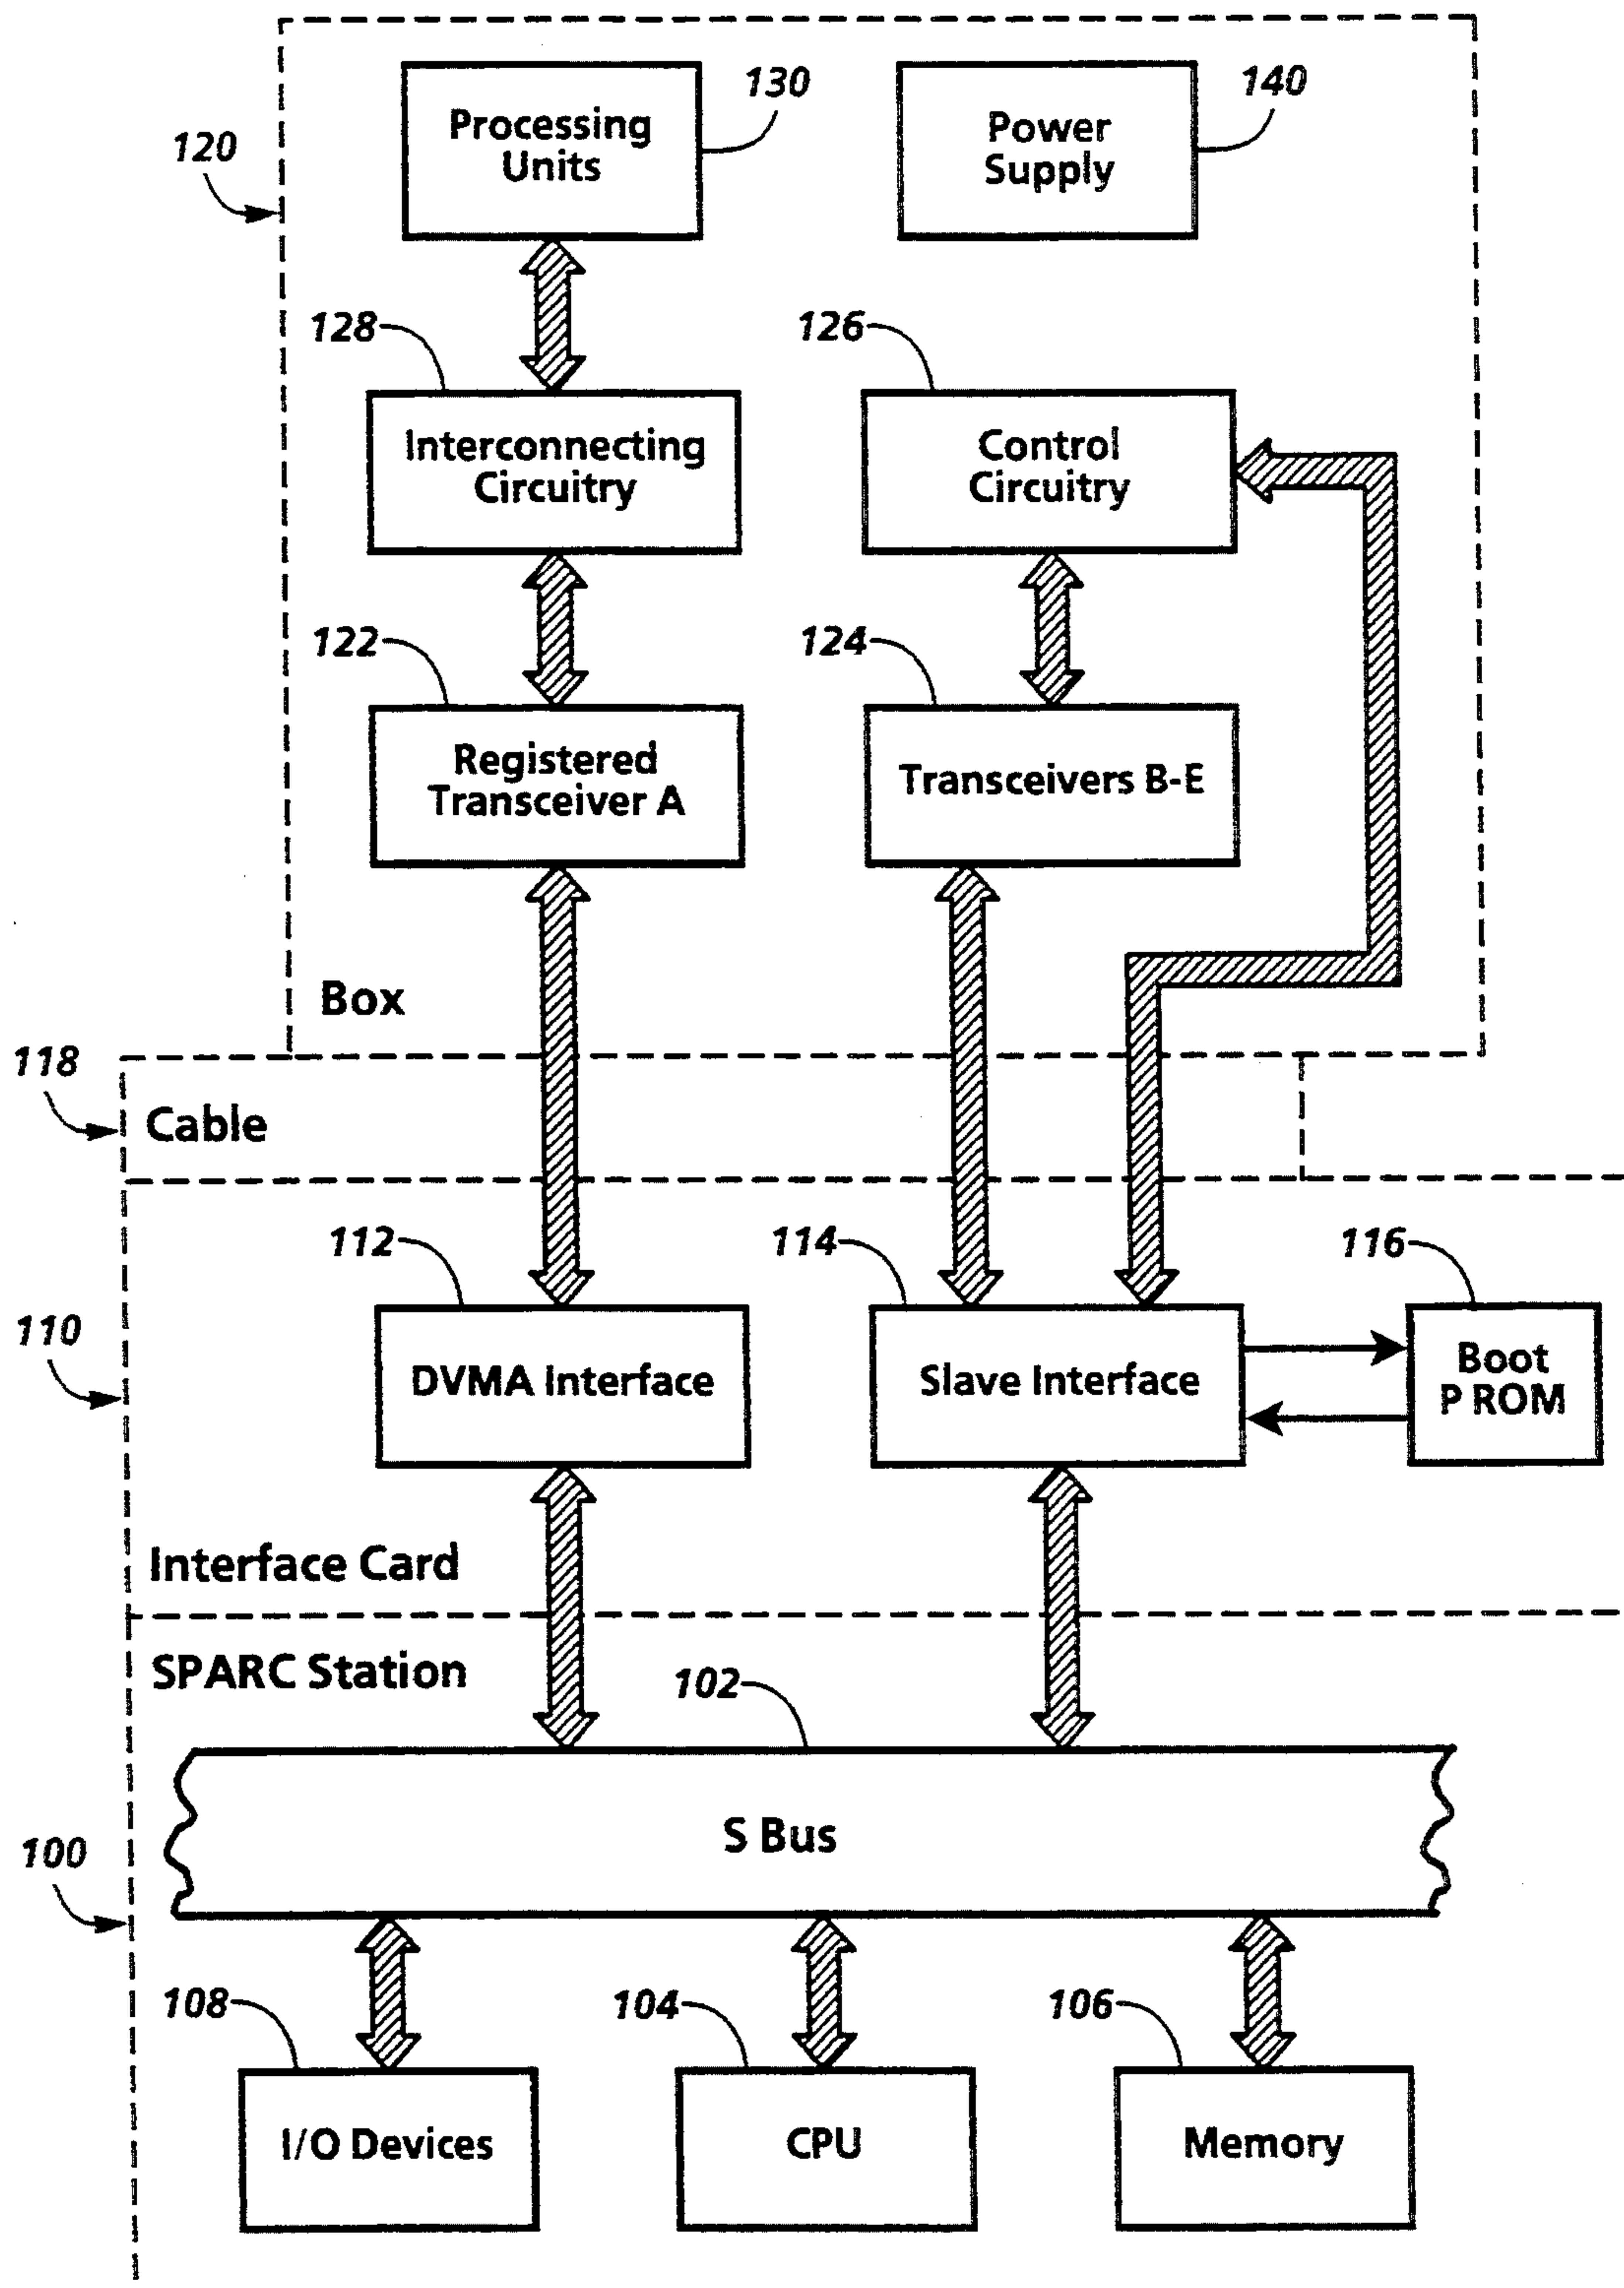 130
140
120
Processing
Units
Power
Supply
128
126
Interconnecting
Circuitry
Control
Circuitry
122
124
Registered
Transceiver A
Transceivers B-E
Box
118
Cable
112
114
116
110
DVMA Interface
Slave Interface
Boot
P ROM
Interface Card
SPARC Station
102
S Bus
100
108
104
106
I/O Devices
CPU
Memory